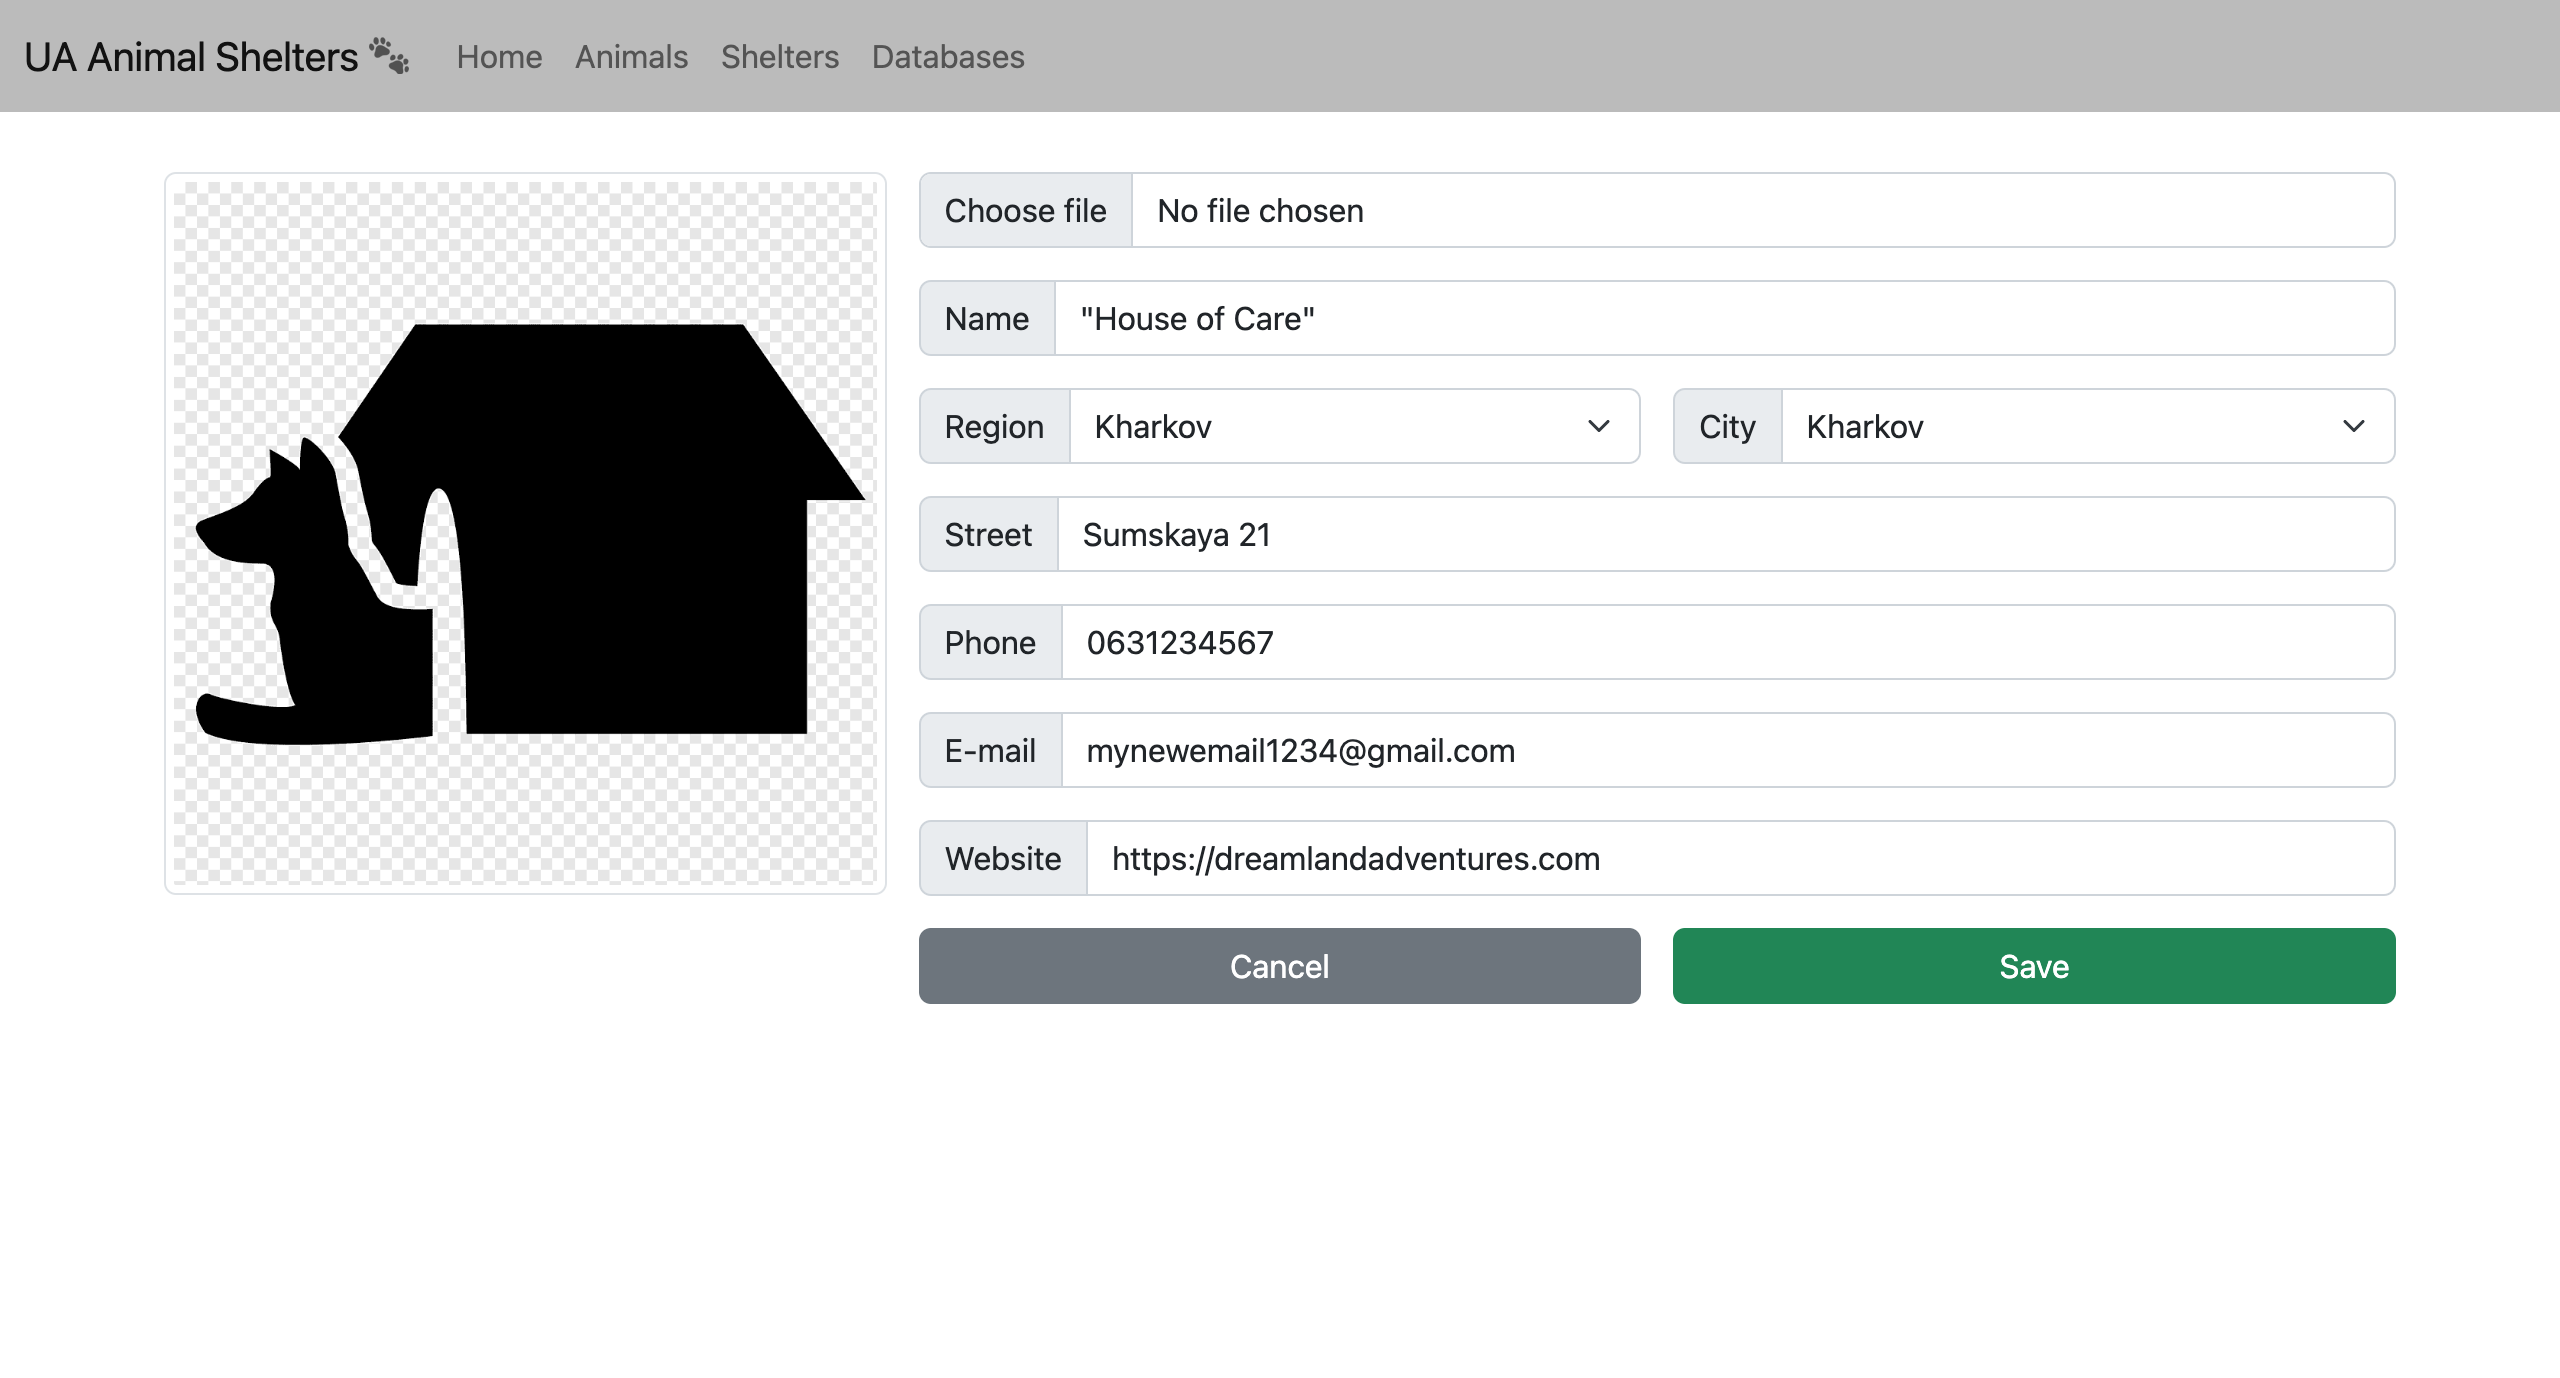 UA Animal Shelters Home Animals Shelters Databases
Choose file No file chosen
Name "House of Care"
Region Kharkov City Kharkov
Street Sumskaya 21
Phone 0631234567
E-mail mynewemail1234@gmail.com
Website https://dreamlandadventures.com
Cancel Save